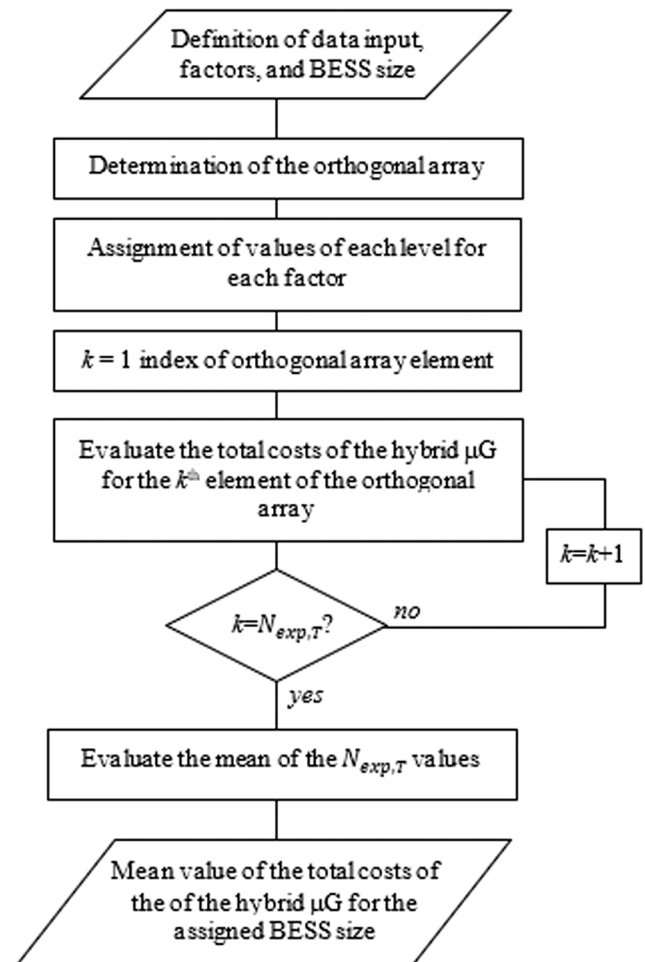 Definition of data input,
factors, and BESS size
Determination of the orthogonal array
Assignment of values of each level for
each factor
k = 1 index of orthogonal array element
Evaluate the total costs of the hybrid μG
for the kth element of the orthogonal
array
k=k+1
k=Nexp,T?
no
yes
Evaluate the mean of the Nexp,T values
Mean value of the total costs of
the of the hybrid μG for the
assigned BESS size